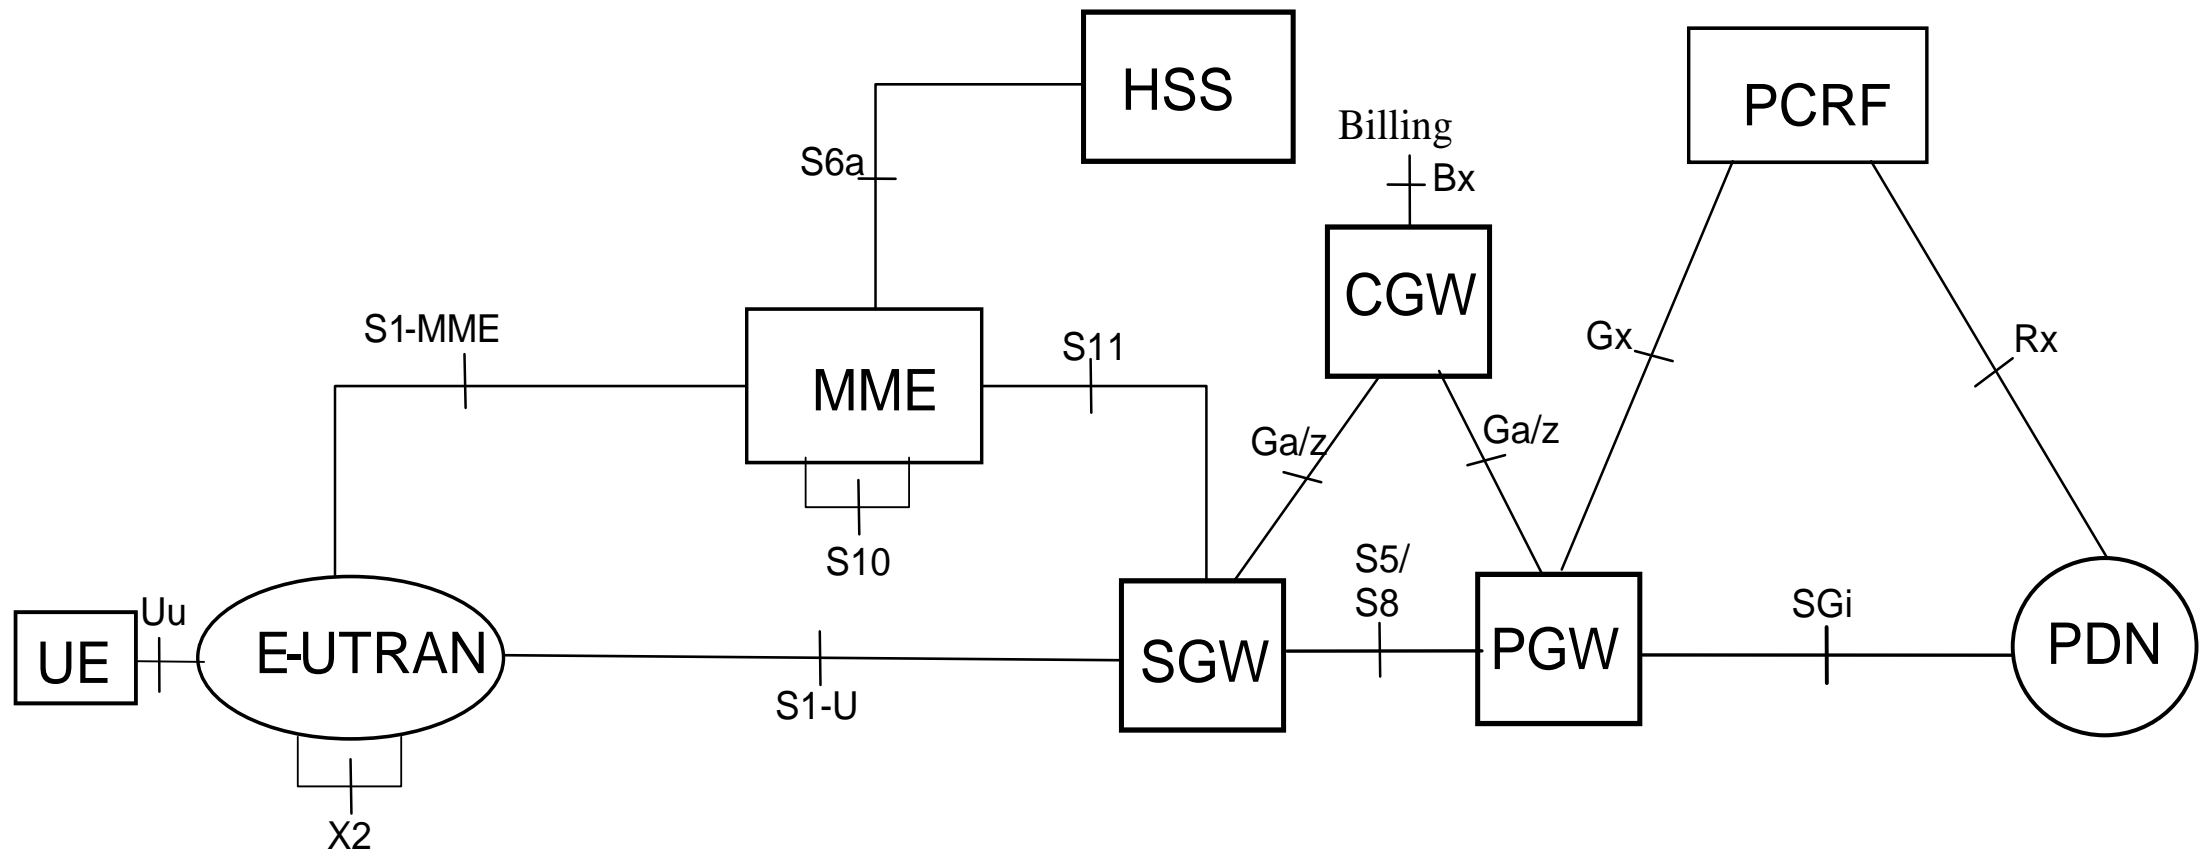 HSS
PCRF
Billing
S6a
Bx
CGW
S1-MME
S11
Gx
Rx
MME
Ga/z
Ga/z
S10
S5/
S8
SGi
Uu
UE
E-UTRAN
SGW
PGW
PDN
S1-U
X2